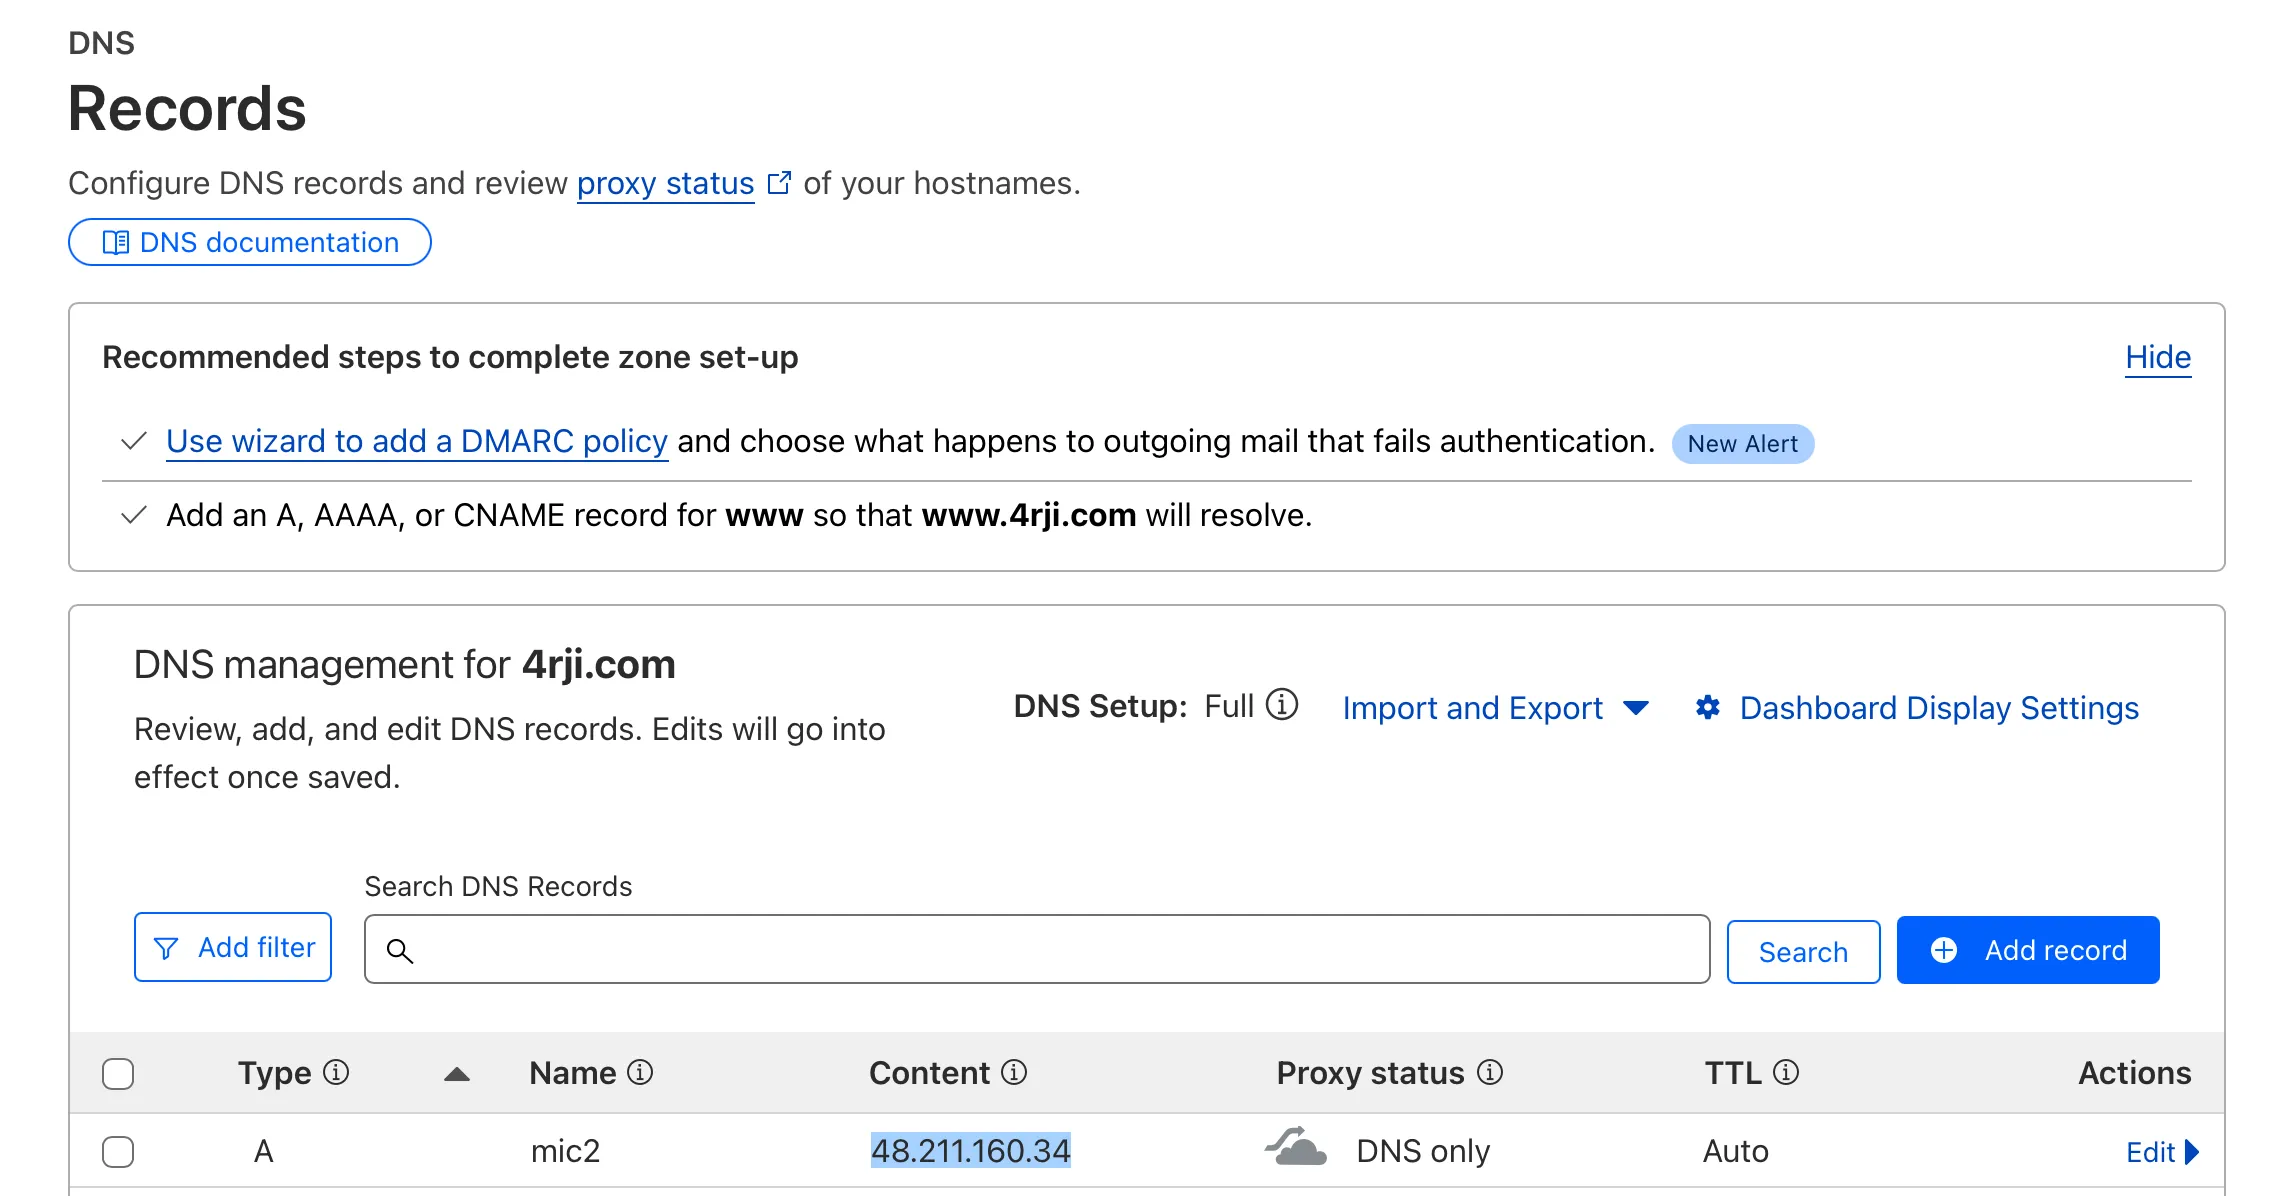 DNS
Records
Configure DNS records and review proxy status of your hostnames.
DNS documentation
Recommended steps to complete zone set-up
Hide
Use wizard to add a DMARC policy and choose what happens to outgoing mail that fails authentication. New Alert
Add an A, AAAA, or CNAME record for www so that www.4rji.com will resolve.
DNS management for 4rji.com
Review, add, and edit DNS records. Edits will go into
effect once saved.
DNS Setup: Full
Import and Export
Dashboard Display Settings
Search DNS Records
Add filter
Search
Add record
Type Name Content Proxy status TTL Actions
A mic2 48.211.160.34 DNS only Auto Edit